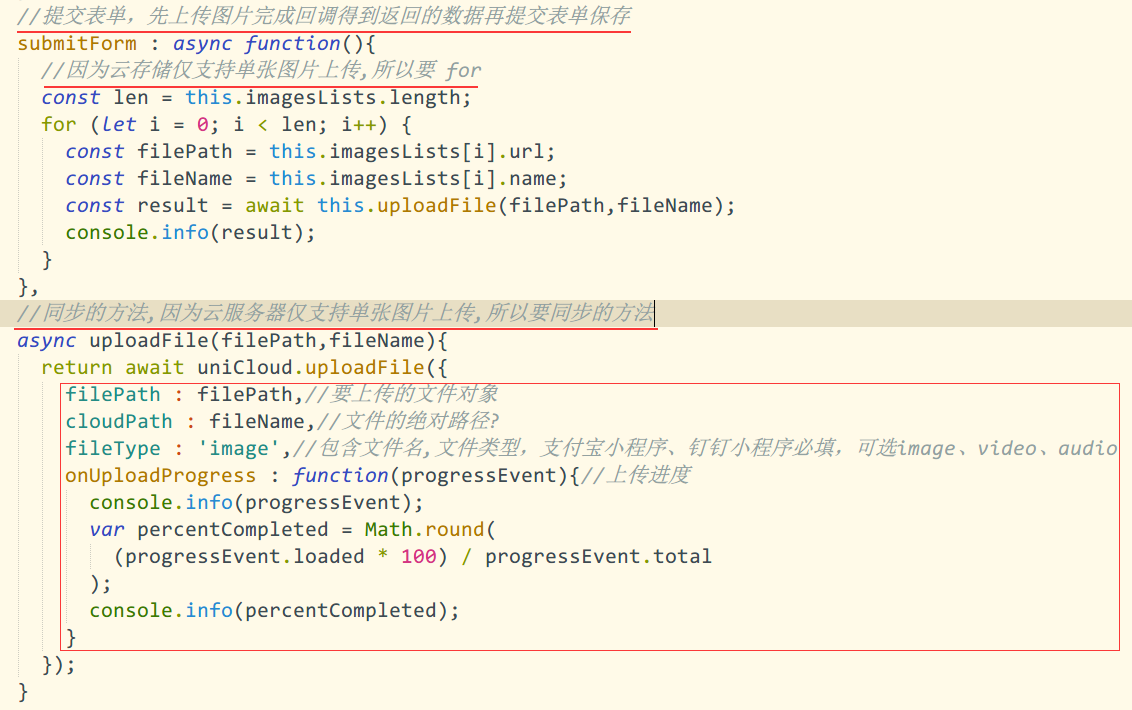 //提交表单，先上传图片完成回调得到返回的数据再提交表单保存
submitForm : async function(){
//因为云存储仅支持单张图片上传,所以要 for
const len = this.imagesLists.length;
for (let i = 0; i < len; i++) {
const filePath = this.imagesLists[i].url;
const fileName = this.imagesLists[i].name;
const result = await this.uploadFile(filePath,fileName);
console.info(result);
}
},
//同步的方法,因为云服务器仅支持单张图片上传,所以要同步的方法
async uploadFile(filePath,fileName){
return await uniCloud.uploadFile({
filePath : filePath,//要上传的文件对象
cloudPath : fileName,//文件的绝对路径?
fileType : 'image',//包含文件名,文件类型，支付宝小程序、钉钉小程序必填，可选image、video、audio
onUploadProgress : function(progressEvent){//上传进度
console.info(progressEvent);
var percentCompleted = Math.round(
(progressEvent.loaded * 100) / progressEvent.total
);
console.info(percentCompleted);
}
});
}